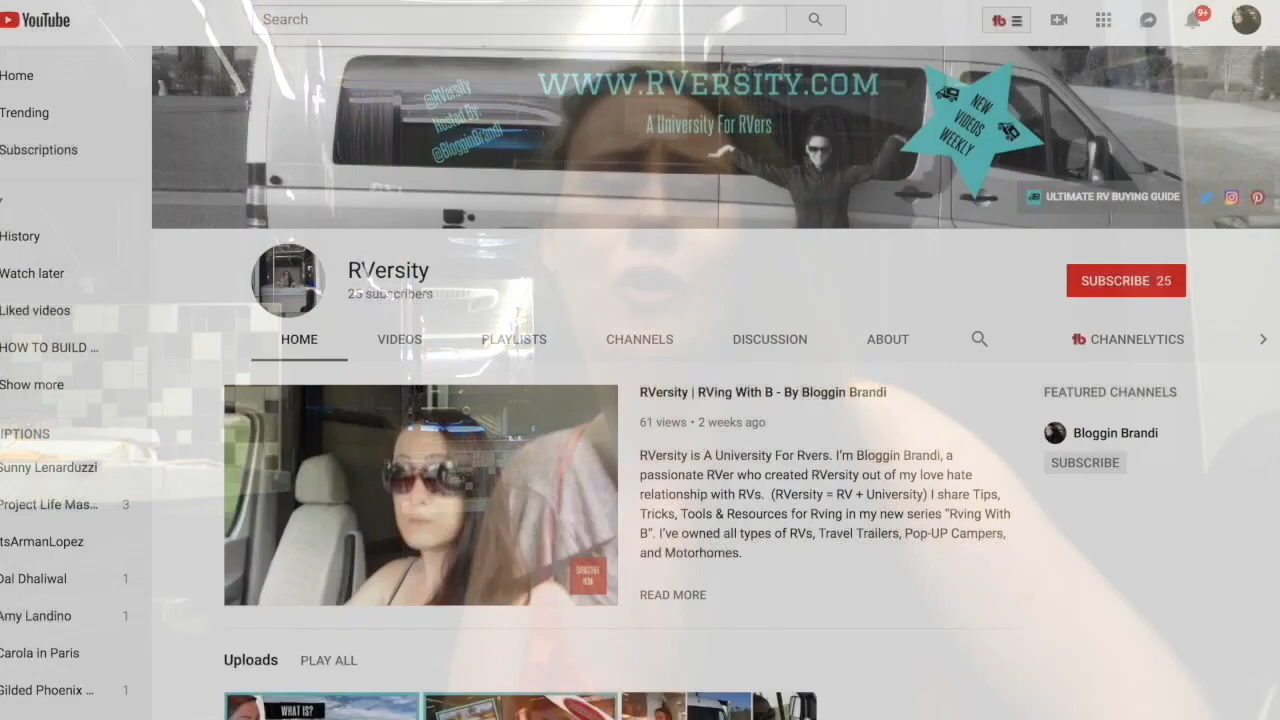 YouTube
Search
9+
Home
Trending
Subscriptions
Y
History
Watch later
Liked videos
HOW TO BUILD ...
Show more
IPTIONS
Sunny Lenarduzzi
Project Life Mas... 3
tsArmanLopez
Dal Dhaliwal 1
Amy Landino 1
Carola in Paris
Gilded Phoenix ... 1
@RVersity
Hosted By:
@BlogginBrandi
WWW.RVERSITY.COM
A University For RVers
NEW
VIDEOS
WEEKLY
ULTIMATE RV BUYING GUIDE
RVersity
25 subscribers
SUBSCRIBE 25
HOME VIDEOS PLAYLISTS CHANNELS DISCUSSION ABOUT CHANNELYTICS
SUBSCRIBE
NOW
RVersity | RVing With B - By Bloggin Brandi
61 views • 2 weeks ago
RVersity is A University For Rvers. I'm Bloggin Brandi, a
passionate RVer who created RVersity out of my love hate
relationship with RVs. (RVersity = RV + University) I share Tips,
Tricks, Tools & Resources for Rving in my new series "Rving With
B". I've owned all types of RVs, Travel Trailers, Pop-UP Campers,
and Motorhomes.
READ MORE
FEATURED CHANNELS
Bloggin Brandi
SUBSCRIBE
Uploads PLAY ALL
WHAT IS?